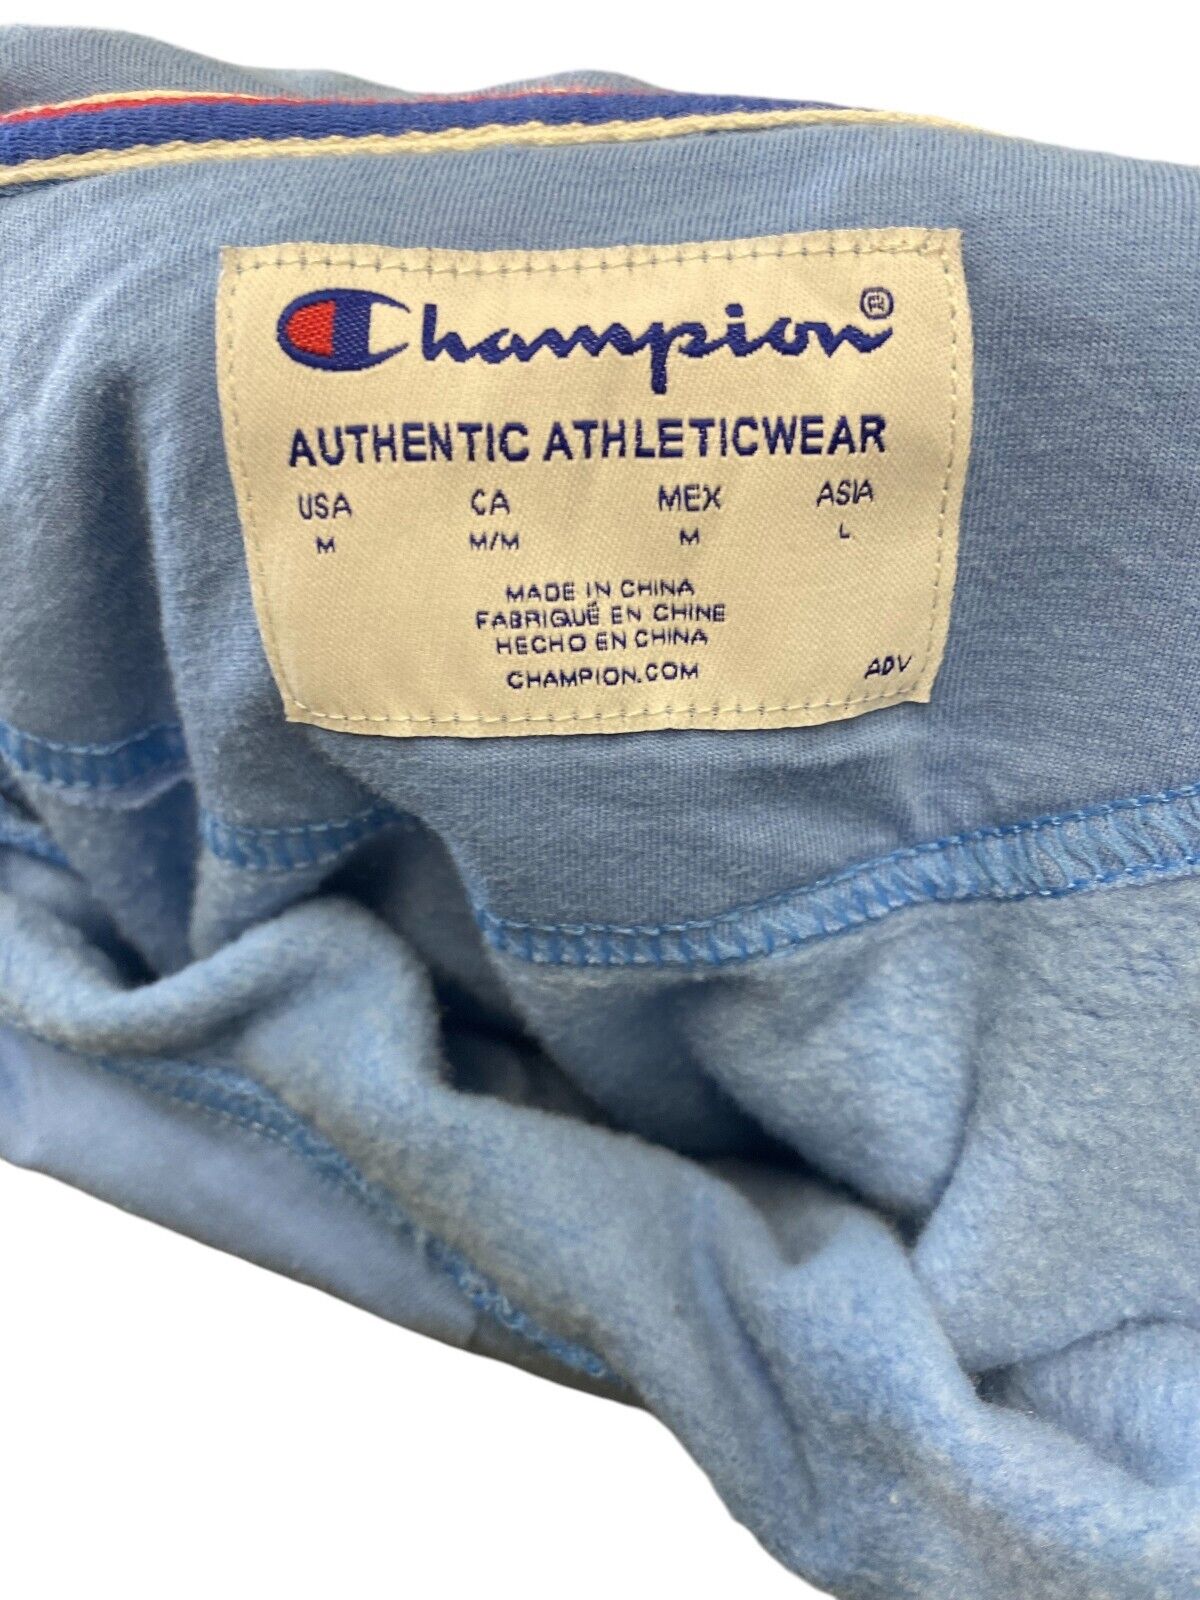 Champion®
AUTHENTIC ATHLETICWEAR
USA CA MEX ASIA
M M/M M L
MADE IN CHINA
FABRIQUÉ EN CHINE
HECHO EN CHINA
CHAMPION.COM ADV